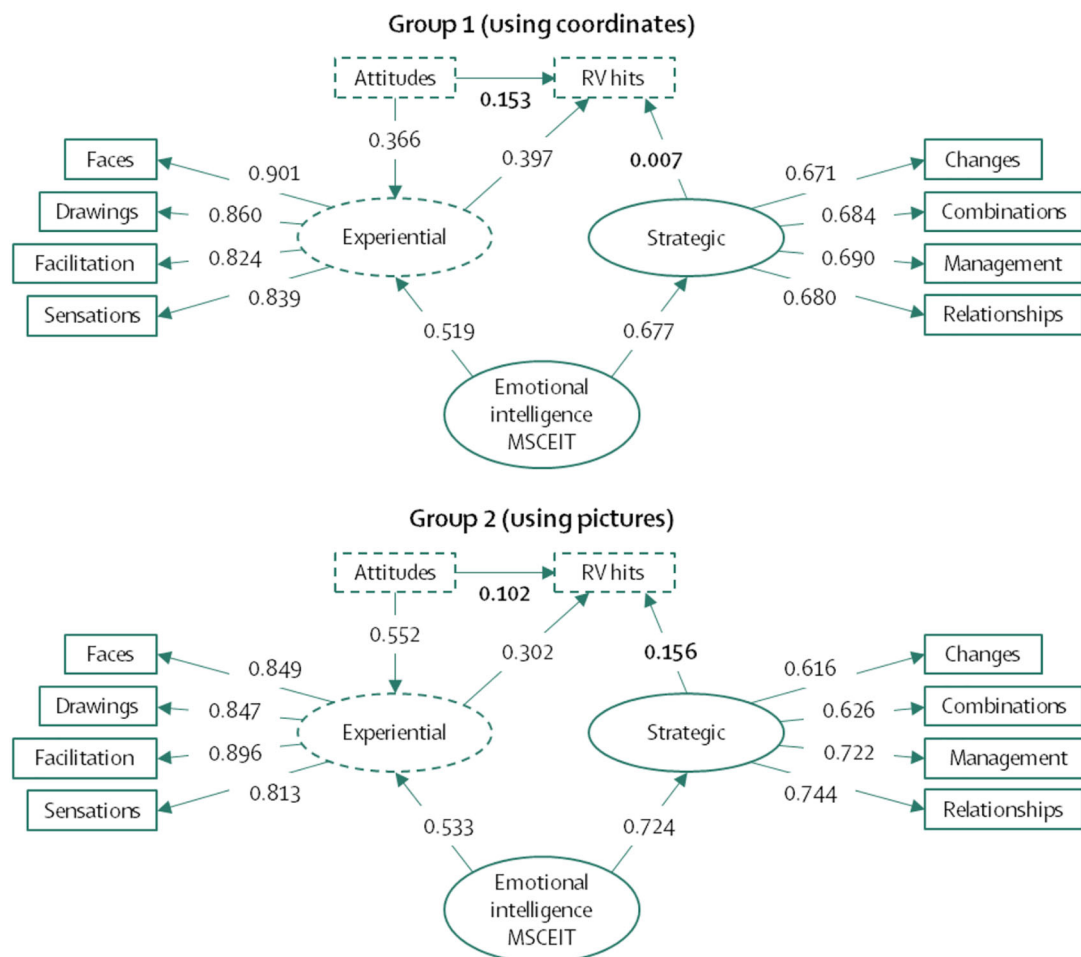 Group 1 (using coordinates)
Attitudes
RV hits
0.153
0.366
0.397
0.007
Faces
Drawings
Facilitation
Sensations
0.901
0.860
0.824
0.839
Experiential
Strategic
0.671
0.684
0.690
0.680
Changes
Combinations
Management
Relationships
0.519
0.677
Emotional
intelligence
MSCEIT
Group 2 (using pictures)
Attitudes
RV hits
0.102
0.552
0.302
0.156
Faces
Drawings
Facilitation
Sensations
0.849
0.847
0.896
0.813
Experiential
Strategic
0.616
0.626
0.722
0.744
Changes
Combinations
Management
Relationships
0.533
0.724
Emotional
intelligence
MSCEIT